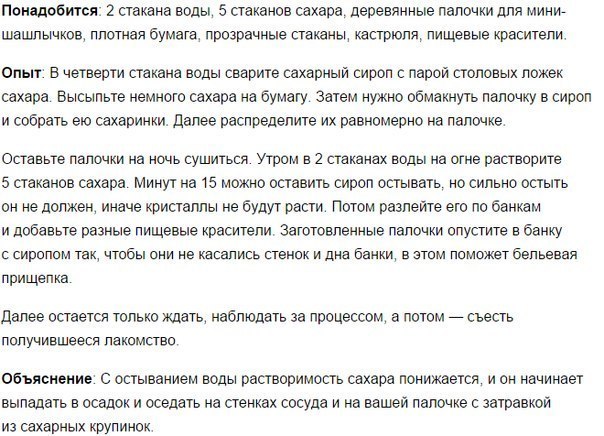 Понадобится: 2 стакана воды, 5 стаканов сахара, деревянные палочки для мини-
шашлычков, плотная бумага, прозрачные стаканы, кастрюля, пищевые красители.
Опыт: В четверти стакана воды сварите сахарный сироп с парой столовых ложек
сахара. Высыпьте немного сахара на бумагу. Затем нужно обмакнуть палочку в сироп
и собрать ею сахаринки. Далее распределите их равномерно на палочке.
Оставьте палочки на ночь сушиться. Утром в 2 стаканах воды на огне растворите
5 стаканов сахара. Минут на 15 можно оставить сироп остывать, но сильно остыть
он не должен, иначе кристаллы не будут расти. Потом разлейте его по банкам
и добавьте разные пищевые красители. Заготовленные палочки опустите в банку
с сиропом так, чтобы они не касались стенок и дна банки, в этом поможет бельевая
прищепка.
Далее остается только ждать, наблюдать за процессом, а потом — съесть
получившееся лакомство.
Объяснение: С остыванием воды растворимость сахара понижается, и он начинает
выпадать в осадок и оседать на стенках сосуда и на вашей палочке с затравкой
из сахарных крупинок.